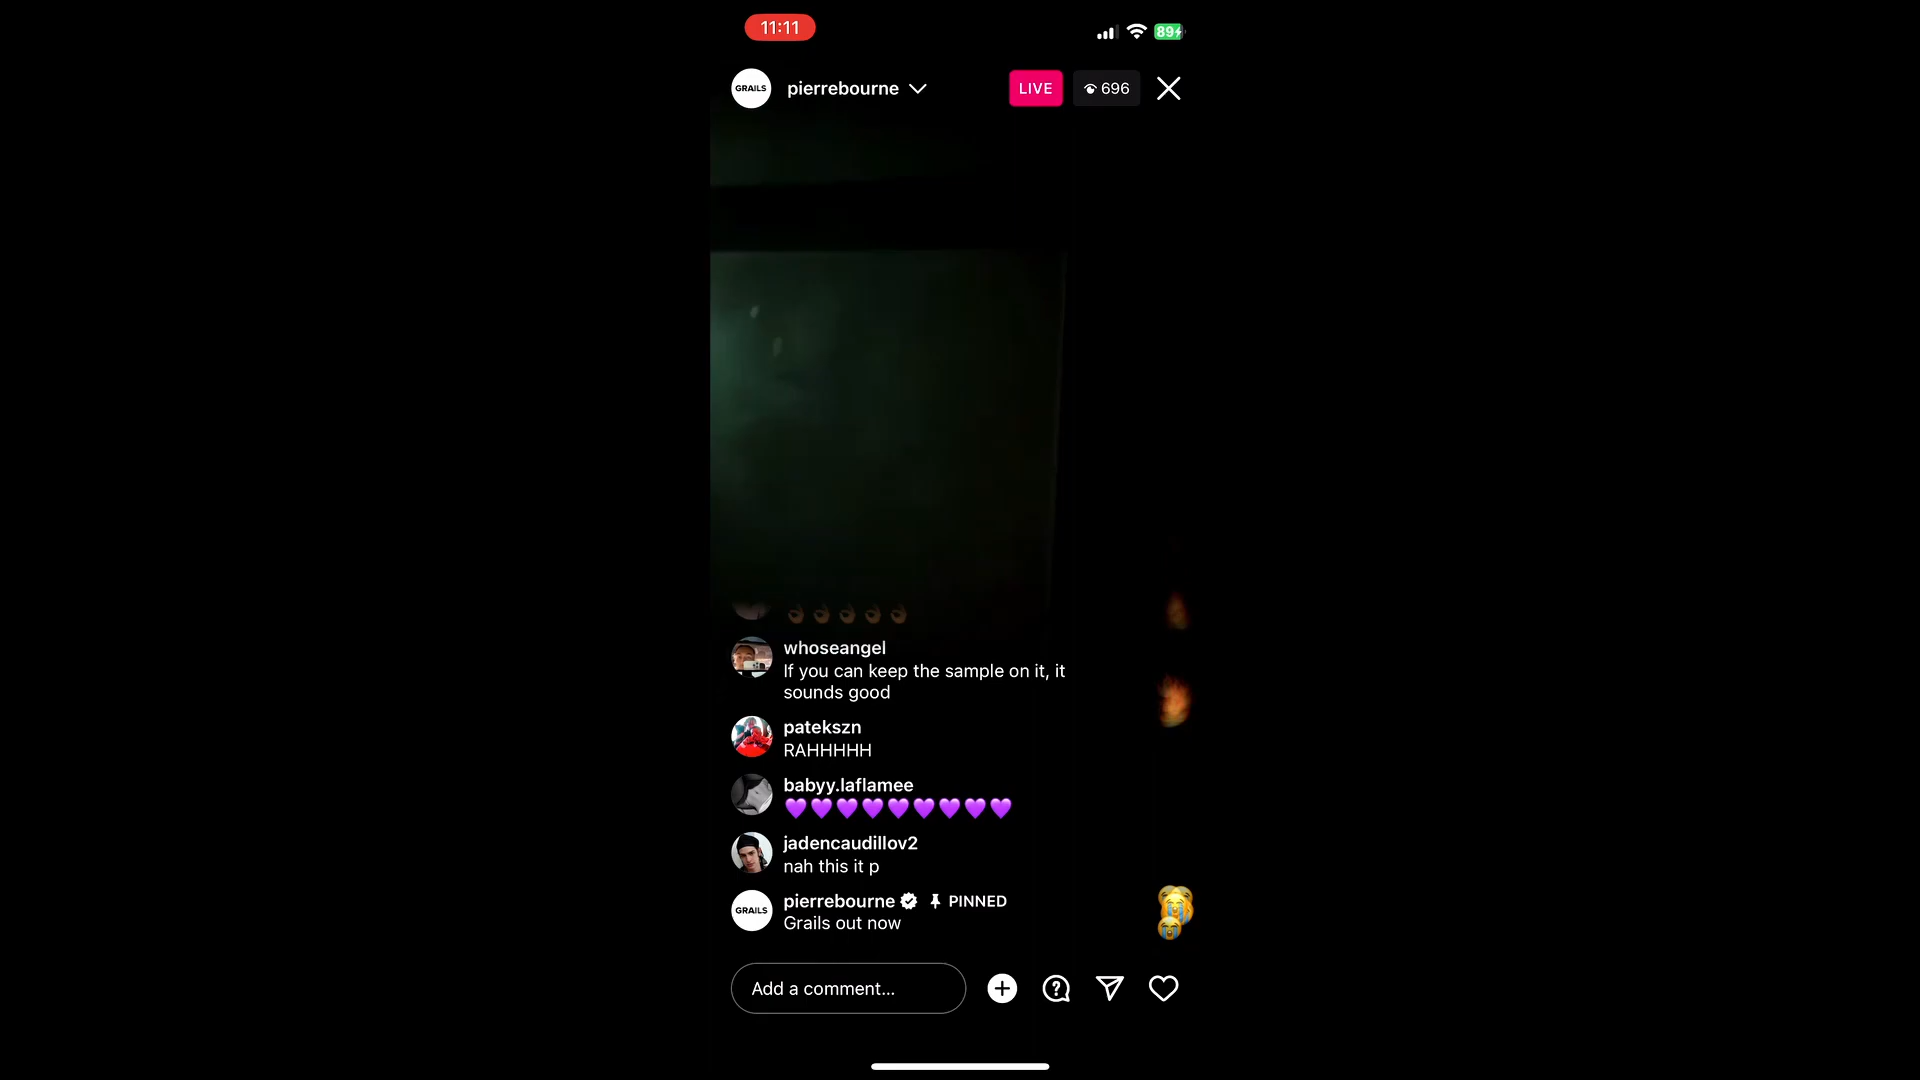 11:11
89
GRAILS
pierrebourne
LIVE
696
whoseangel
If you can keep the sample on it, it
sounds good
patekszn
RAHHHHH
babyy.laflamee
💜💜💜💜💜💜💜💜💜
jadencaudillov2
nah this it p
GRAILS
pierrebourne PINNED
Grails out now
Add a comment...